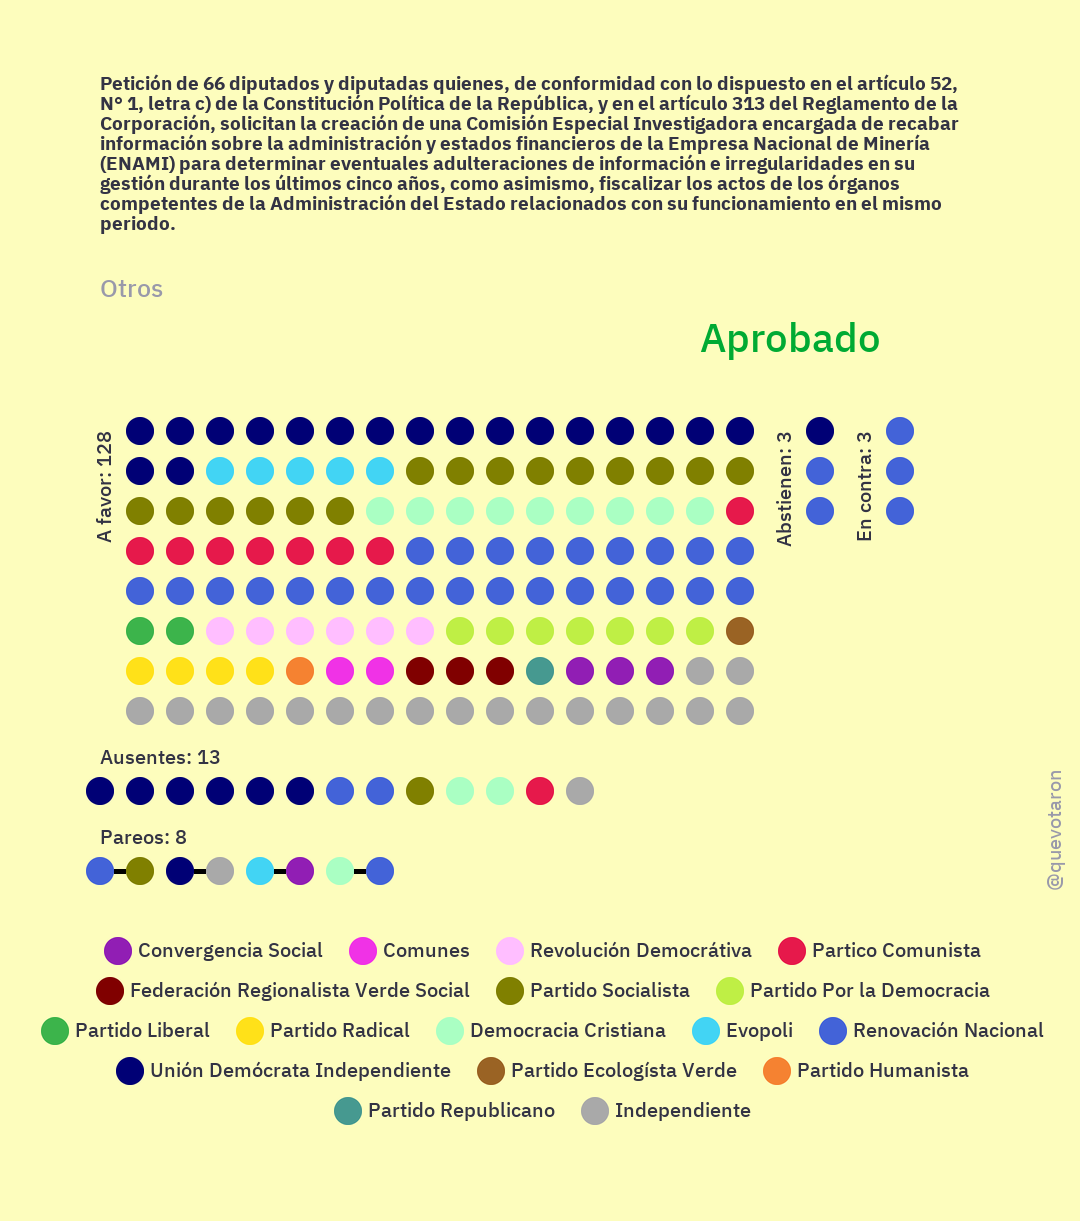 Petición de 66 diputados y diputadas quienes, de conformidad con lo dispuesto en el artículo 52,
N° 1, letra c) de la Constitución Política de la República, y en el artículo 313 del Reglamento de la
Corporación, solicitan la creación de una Comisión Especial Investigadora encargada de recabar
información sobre la administración y estados financieros de la Empresa Nacional de Minería
(ENAMI) para determinar eventuales adulteraciones de información e irregularidades en su
gestión durante los últimos cinco años, como asimismo, fiscalizar los actos de los órganos
competentes de la Administración del Estado relacionados con su funcionamiento en el mismo
periodo.
Otros
Aprobado
A favor: 128
Abstienen: 3
En contra: 3
Ausentes: 13
Pareos: 8
@quevotaron
Convergencia Social Comunes Revolución Democrátiva Partico Comunista
Federación Regionalista Verde Social Partido Socialista Partido Por la Democracia
Partido Liberal Partido Radical Democracia Cristiana Evopoli Renovación Nacional
Unión Demócrata Independiente Partido Ecologísta Verde Partido Humanista
Partido Republicano Independiente